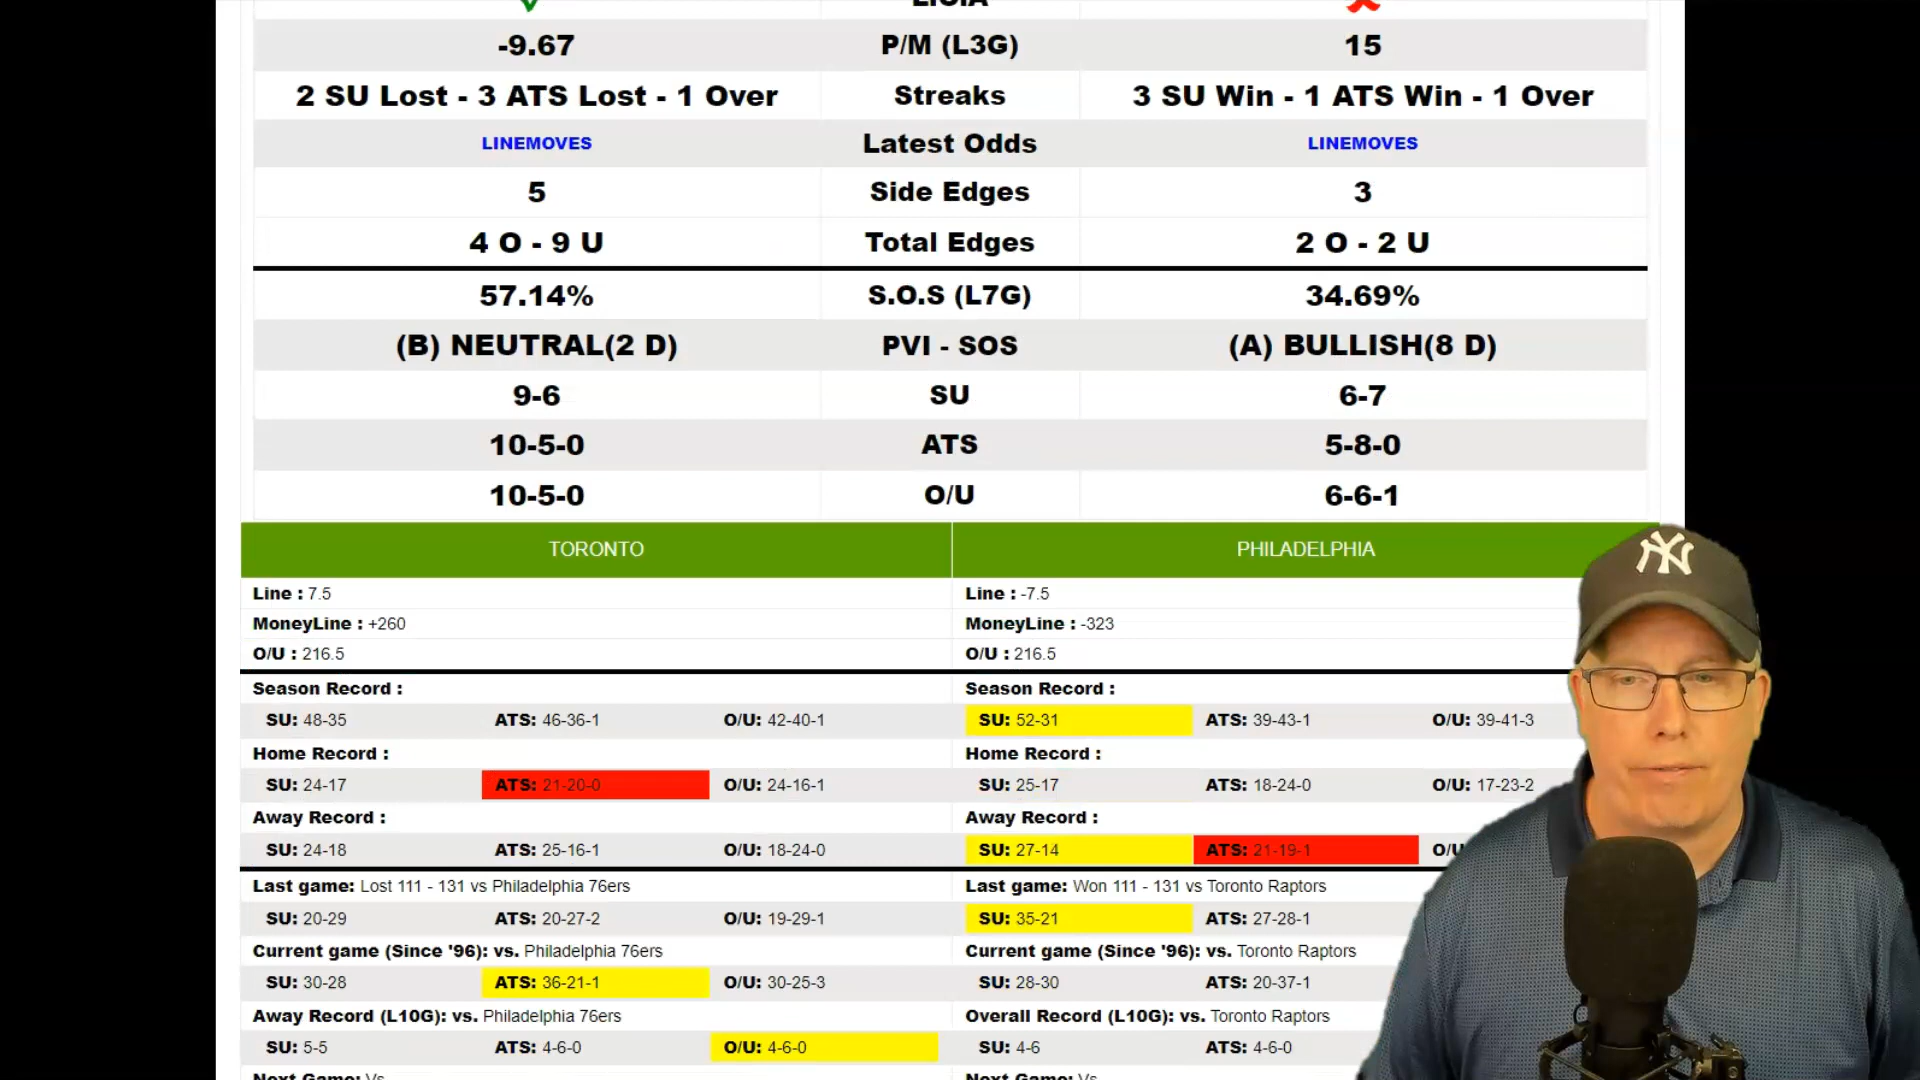 L1G1A
-9.67 P/M (L3G) 15
2 SU Lost - 3 ATS Lost - 1 Over Streaks 3 SU Win - 1 ATS Win - 1 Over
LINEMOVES Latest Odds LINEMOVES
5 Side Edges 3
4 O - 9 U Total Edges 2 O - 2 U
57.14% S.O.S (L7G) 34.69%
(B) NEUTRAL(2 D) PVI - SOS (A) BULLISH(8 D)
9-6 SU 6-7
10-5-0 ATS 5-8-0
10-5-0 O/U 6-6-1
TORONTO PHILADELPHIA
Line : 7.5 Line : -7.5
MoneyLine : +260 MoneyLine : -323
O/U : 216.5 O/U : 216.5
Season Record : Season Record :
SU: 48-35 ATS: 46-36-1 O/U: 42-40-1 SU: 52-31 ATS: 39-43-1 O/U: 39-41-3
Home Record : Home Record :
SU: 24-17 ATS: 21-20-0 O/U: 24-16-1 SU: 25-17 ATS: 18-24-0 O/U: 17-23-2
Away Record : Away Record :
SU: 24-18 ATS: 25-16-1 O/U: 18-24-0 SU: 27-14 ATS: 21-19-1 O/U
Last game: Lost 111 - 131 vs Philadelphia 76ers Last game: Won 111 - 131 vs Toronto Raptors
SU: 20-29 ATS: 20-27-2 O/U: 19-29-1 SU: 35-21 ATS: 27-28-1
Current game (Since '96): vs. Philadelphia 76ers Current game (Since '96): vs. Toronto Raptors
SU: 30-28 ATS: 36-21-1 O/U: 30-25-3 SU: 28-30 ATS: 20-37-1
Away Record (L10G): vs. Philadelphia 76ers Overall Record (L10G): vs. Toronto Raptors
SU: 5-5 ATS: 4-6-0 O/U: 4-6-0 SU: 4-6 ATS: 4-6-0
Next Game: Vs Next Game: Vs
NY